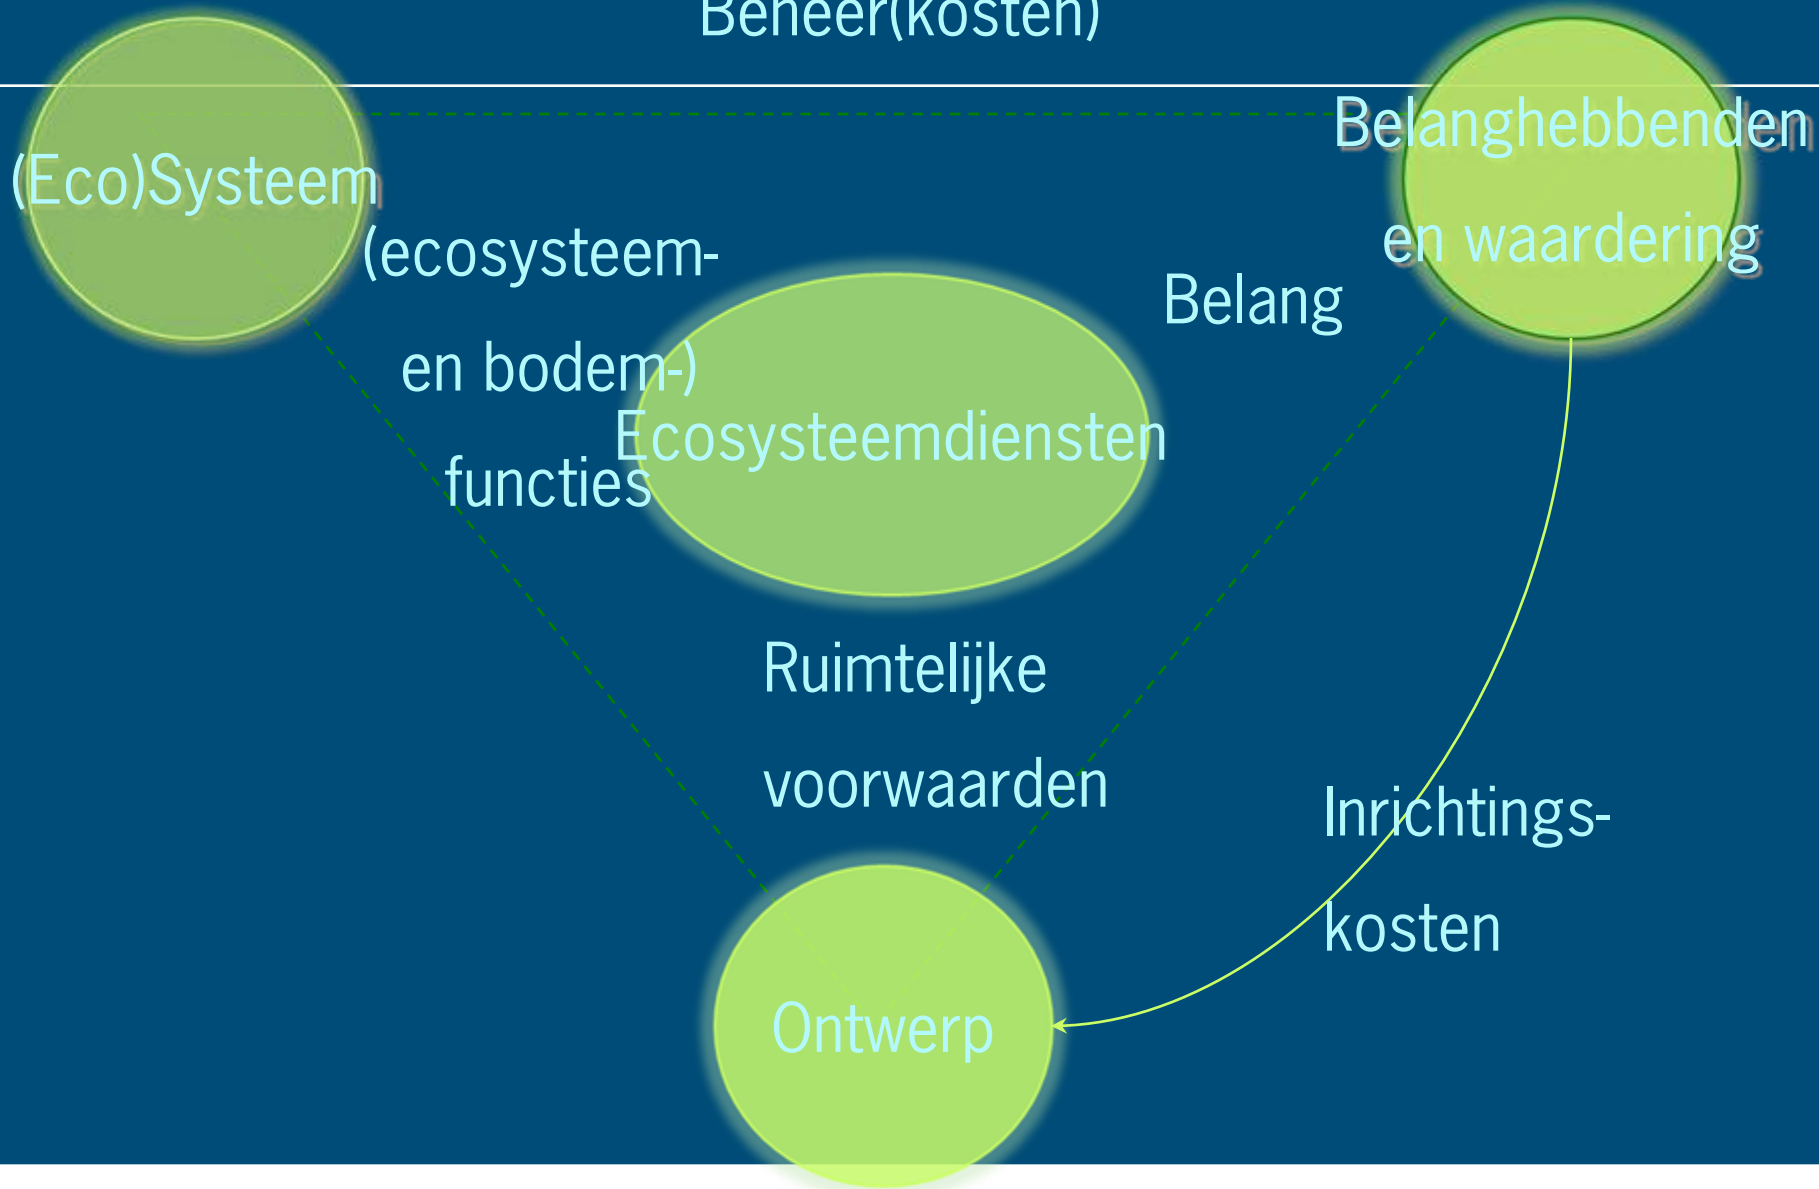 Beheer(kosten)
(Eco)Systeem
Belanghebbenden
en waardering
(ecosysteem-
en bodem-)
functies
Belang
Ecosysteemdiensten
Ruimtelijke
voorwaarden
Inrichtings-
kosten
Ontwerp